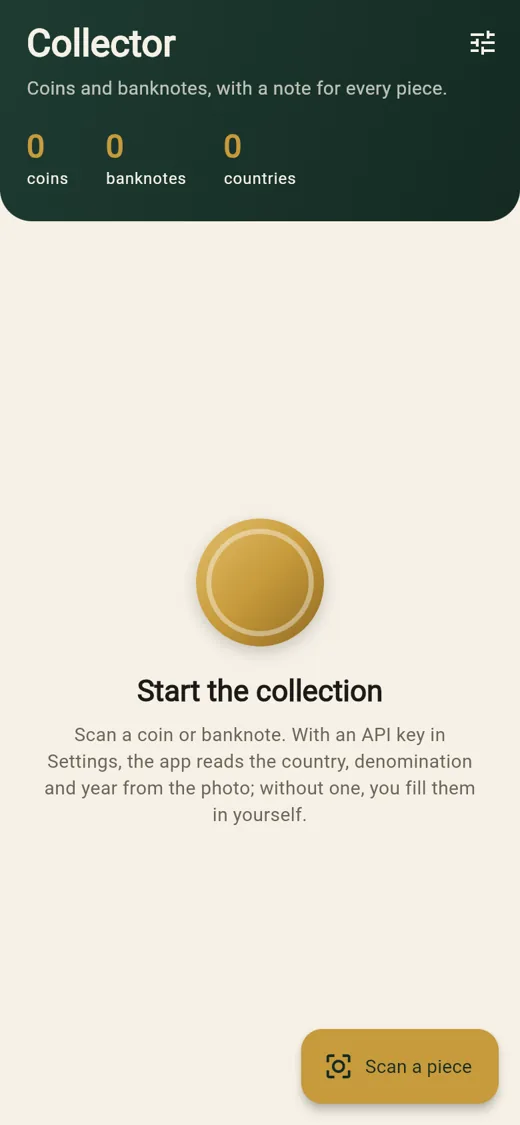 Collector
Coins and banknotes, with a note for every piece.
0 0 0
coins banknotes countries
Start the collection
Scan a coin or banknote. With an API key in
Settings, the app reads the country, denomination
and year from the photo; without one, you fill them
in yourself.
Scan a piece